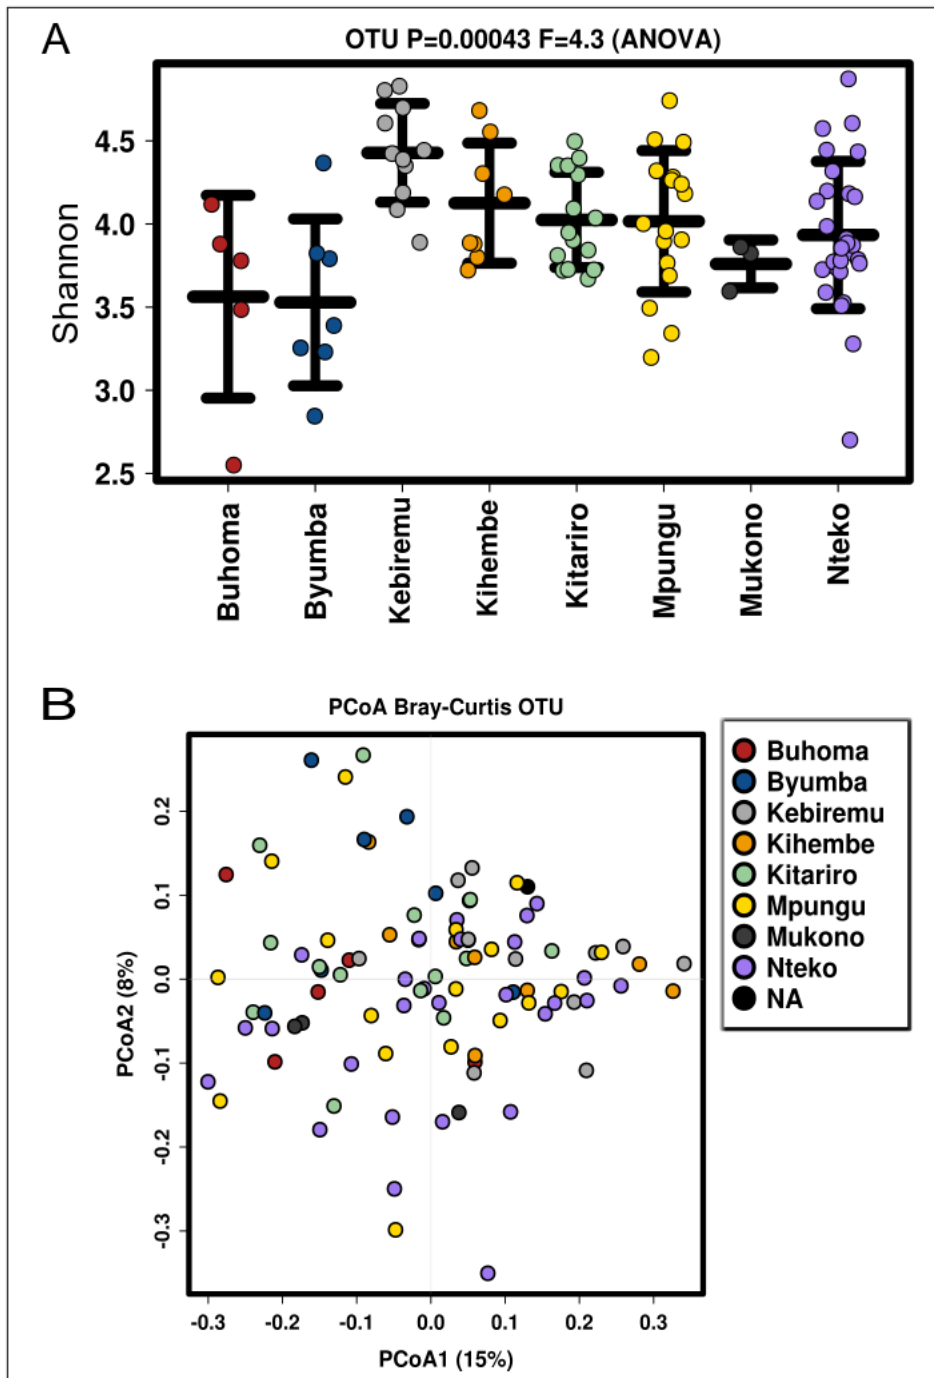 A
OTU P=0.00043 F=4.3 (ANOVA)
Shannon
4.5
4.0
3.5
3.0
2.5
Buhoma
Byumba
Kebiremu
Kihembe
Kitariro
Mpungu
Mukono
Nteko
B
PCoA Bray-Curtis OTU
PCoA2 (8%)
0.2
0.1
0.0
-0.1
-0.2
-0.3
-0.3 -0.2 -0.1 0.0 0.1 0.2 0.3
PCoA1 (15%)
Buhoma
Byumba
Kebiremu
Kihembe
Kitariro
Mpungu
Mukono
Nteko
NA